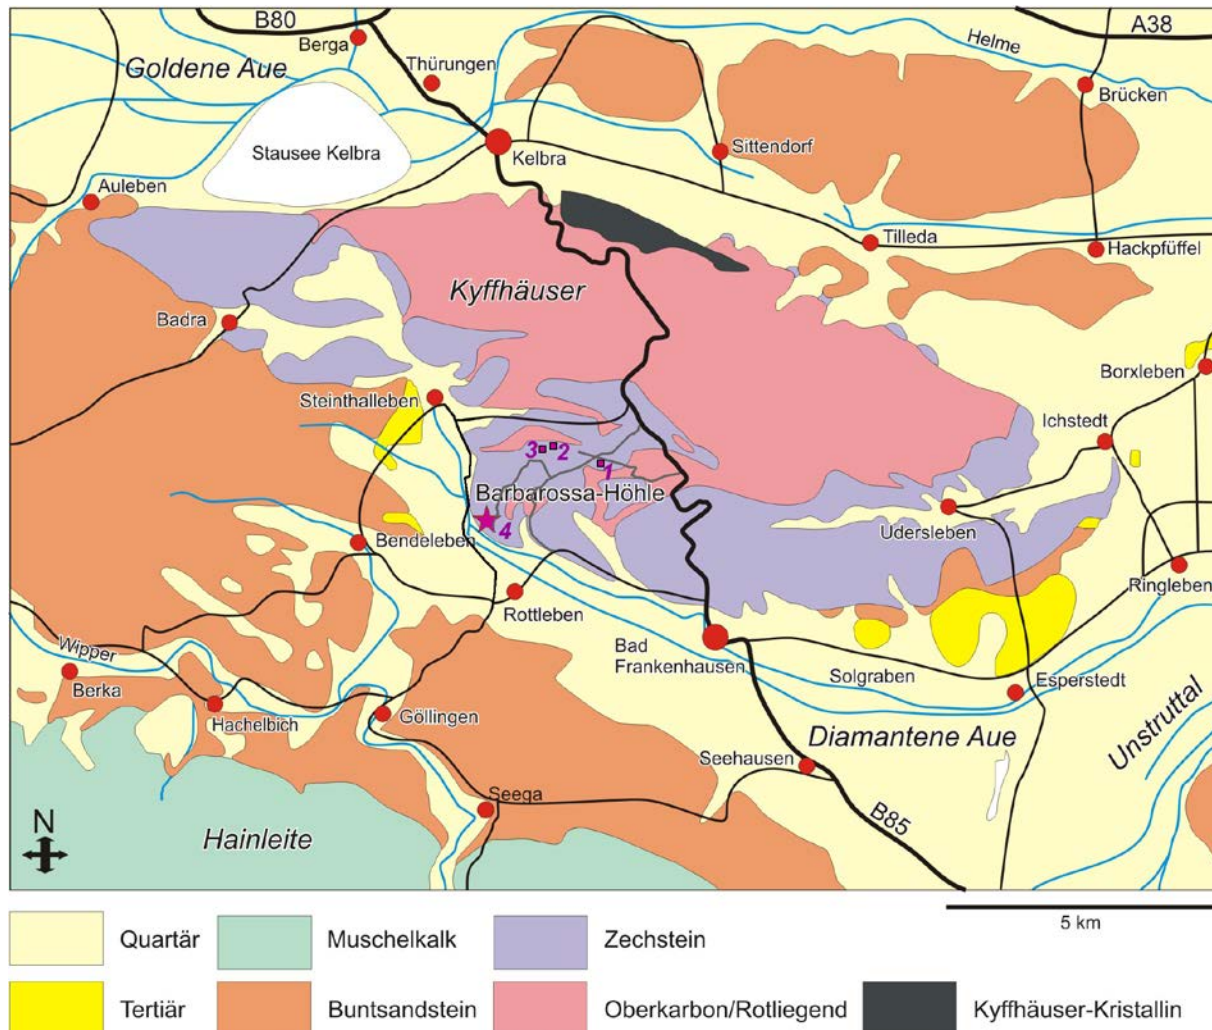 B80
A38
Berga
Helme
Goldene Aue
Thürungen
Brücken
Stausee Kelbra
Kelbra
Sittendorf
Auleben
Tilleda
Hackpfüffel
Kyffhäuser
Badra
Borxleben
Steinthalleben
Ichstedt
3
2
1
Barbarossa-Höhle
4
Udersleben
Bendeleben
Ringleben
Rottleben
Wipper
Bad
Frankenhausen
Solgraben
Esperstedt
Berka
Hachelbich
Göllingen
Diamantene Aue
Unstruttal
Seehausen
Seega
B85
N
Hainleite
5 km
Quartär
Muschelkalk
Zechstein
Tertiär
Buntsandstein
Oberkarbon/Rotliegend
Kyffhäuser-Kristallin